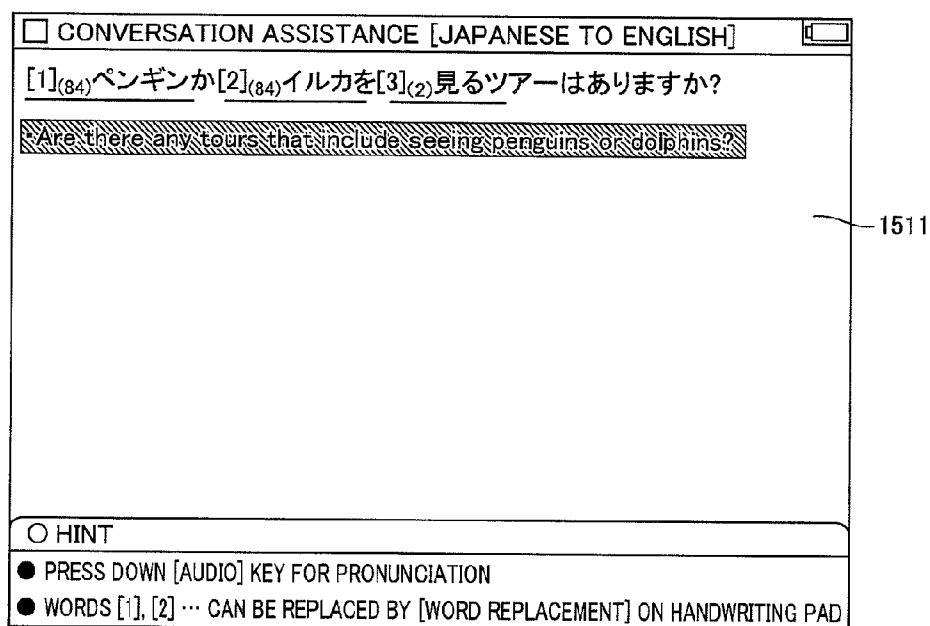 CONVERSATION ASSISTANCE [JAPANESE TO ENGLISH]
[1](84)ペンギンか[2](84)イルカを[3](2)見るツアーはありますか?
・Are there any tours that include seeing penguins or dolphins?
1511
HINT
● PRESS DOWN [AUDIO] KEY FOR PRONUNCIATION
● WORDS [1], [2] ··· CAN BE REPLACED BY [WORD REPLACEMENT] ON HANDWRITING PAD